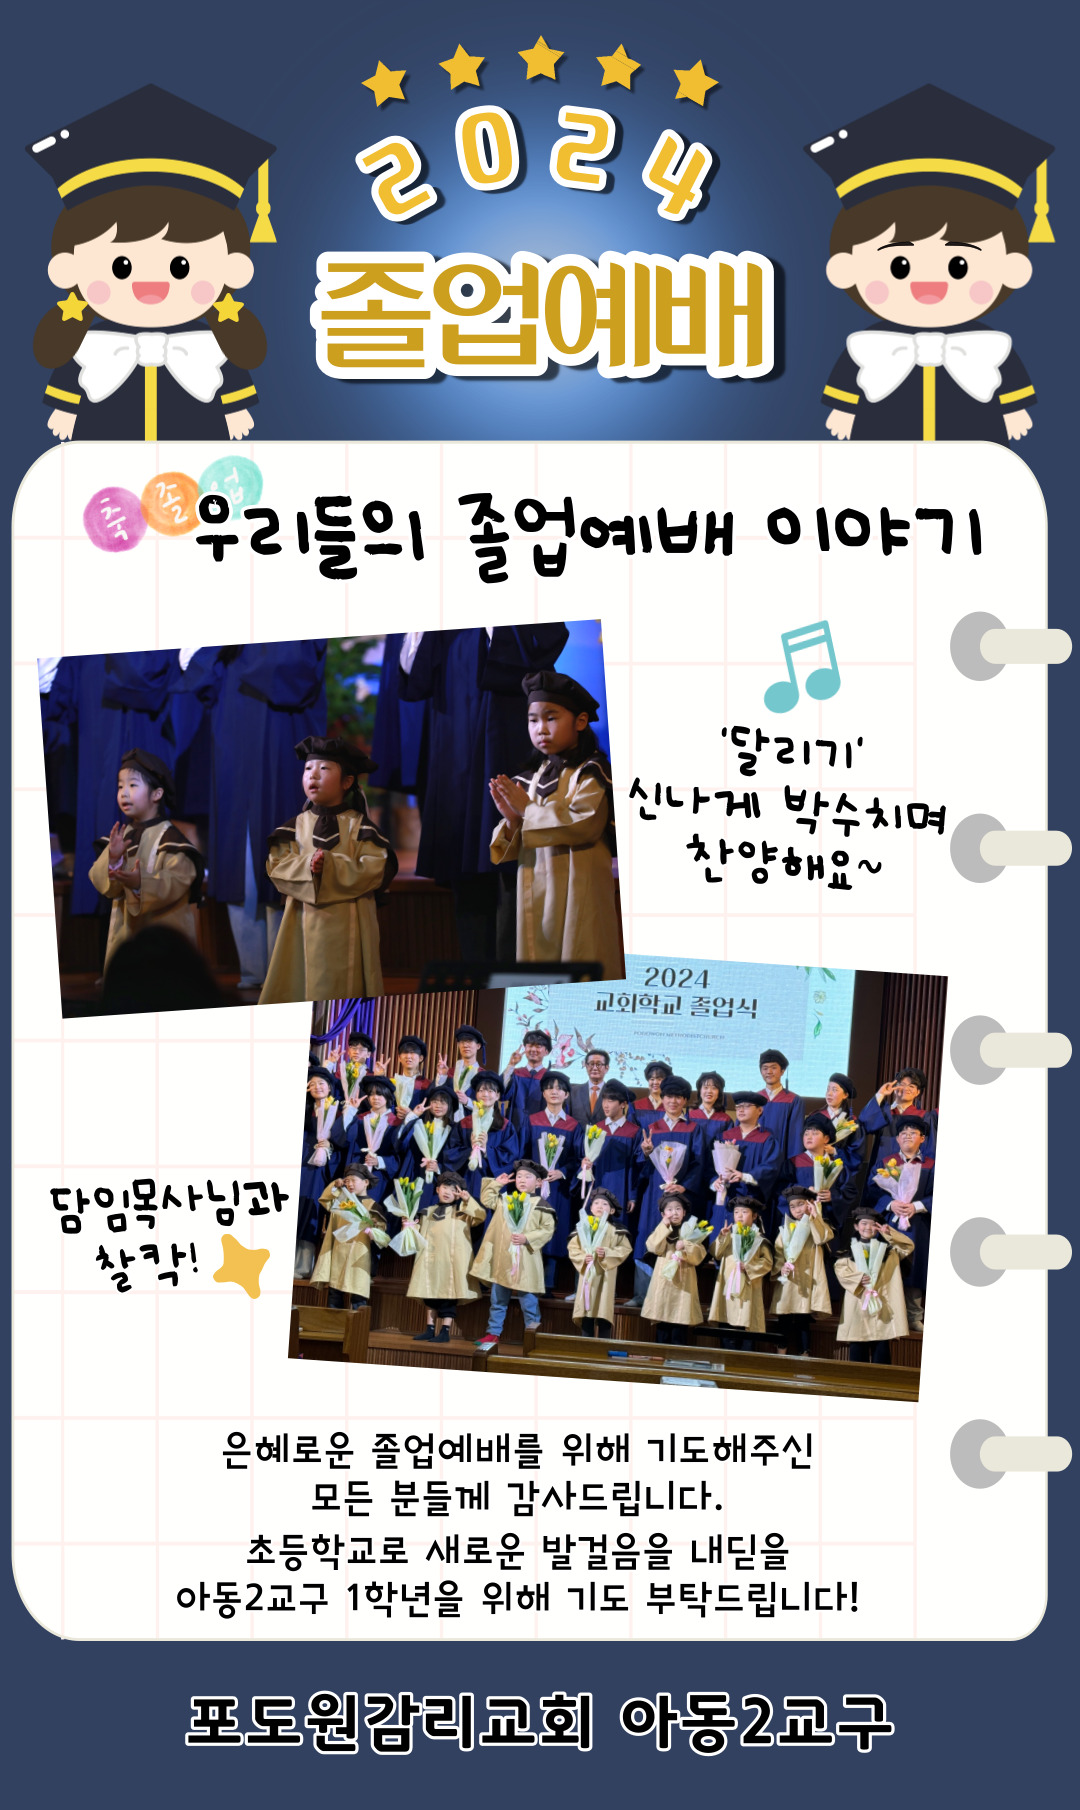 2024
졸업예배
축 졸 업
우리들의 졸업예배 이야기
'달리기'
신나게 박수치며
찬양해요~
2024
교회학교 졸업식
담임목사님과
찰칵!
은혜로운 졸업예배를 위해 기도해주신
모든 분들께 감사드립니다.
초등학교로 새로운 발걸음을 내딛을
아동2교구 1학년을 위해 기도 부탁드립니다!
포도원감리교회 아동2교구